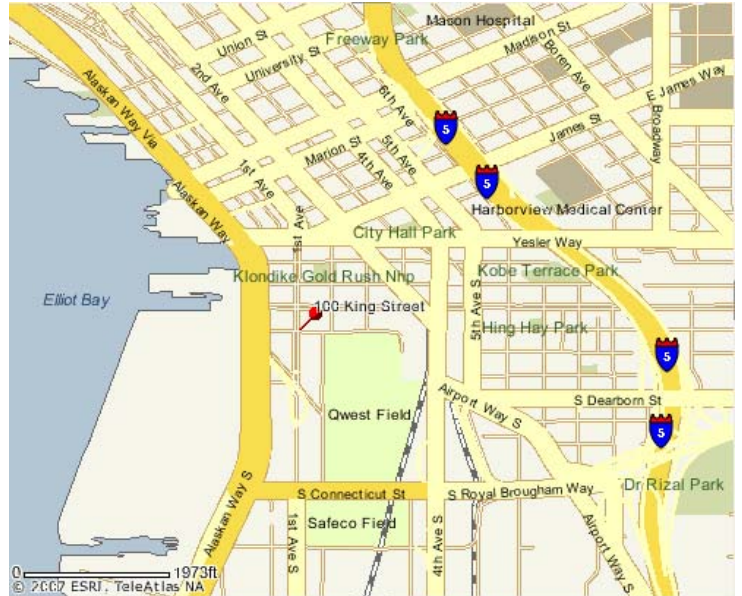 Mason Hospital
Union St
Freeway Park
Madison St
University St
Boren Ave
2nd Ave
E James Way
6th Ave
5
Alaskan Way Via
E Broadway
James St
5th Ave
Marion St
4th Ave
1st Ave
5
Alaskan Way
Harborview Medical Center
1st Ave
City Hall Park
Yesler Way
Klondike Gold Rush Nhp
Kobe Terrace Park
Elliot Bay
100 King Street
5th Ave S
Hing Hay Park
5
Airport Way S
S Dearborn St
Qwest Field
5
Alaskan Way S
S Connecticut St
S Royal Brougham Way
Dr Rizal Park
1st Ave S
Safeco Field
4th Ave S
Airport Way S
0 1973ft
© 2007 ESRI, TeleAtlas NA